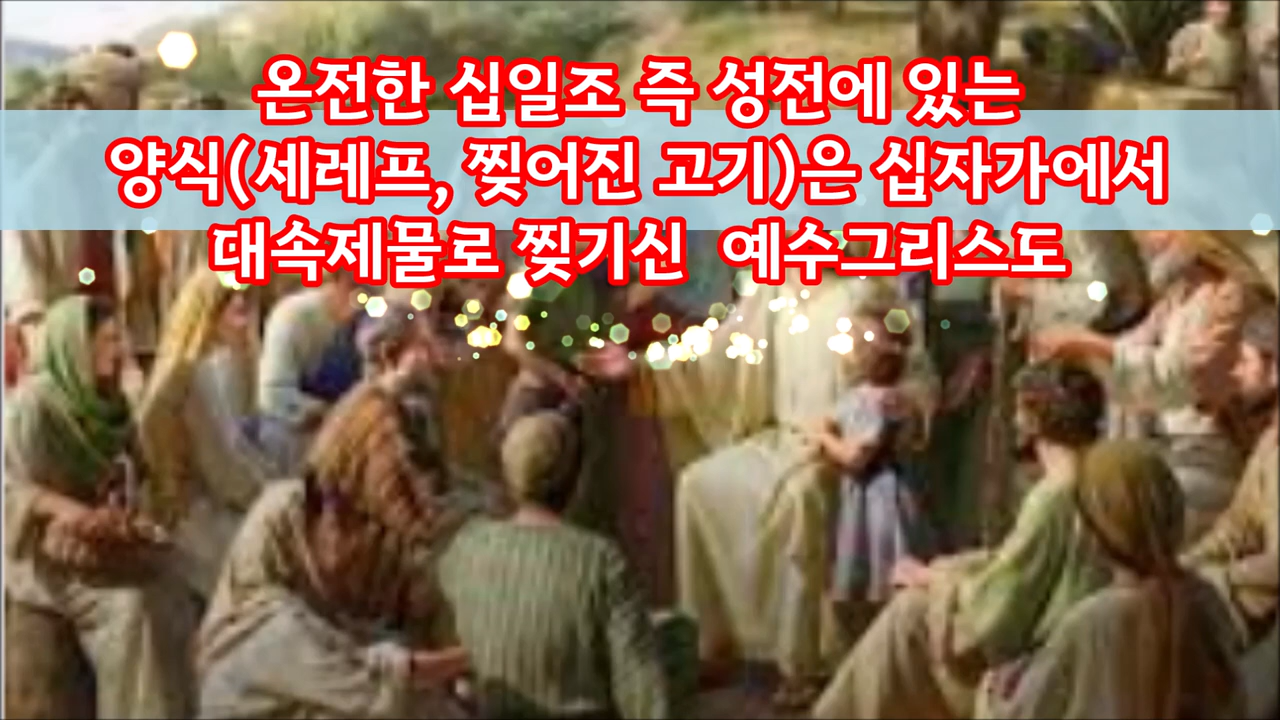 온전한 십일조 즉 성전에 있는
양식(세레프, 찢어진 고기)은 십자가에서
대속제물로 찢기신 예수그리스도